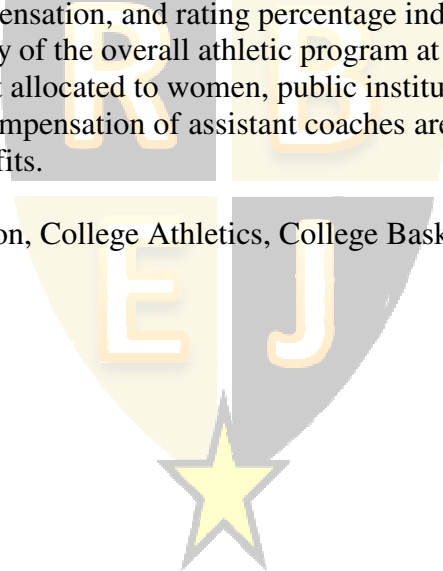 ensation, and rating percentage ind
y of the overall athletic program at
t allocated to women, public institu
ompensation of assistant coaches are
fits.
on, College Athletics, College Bask
R B
E J